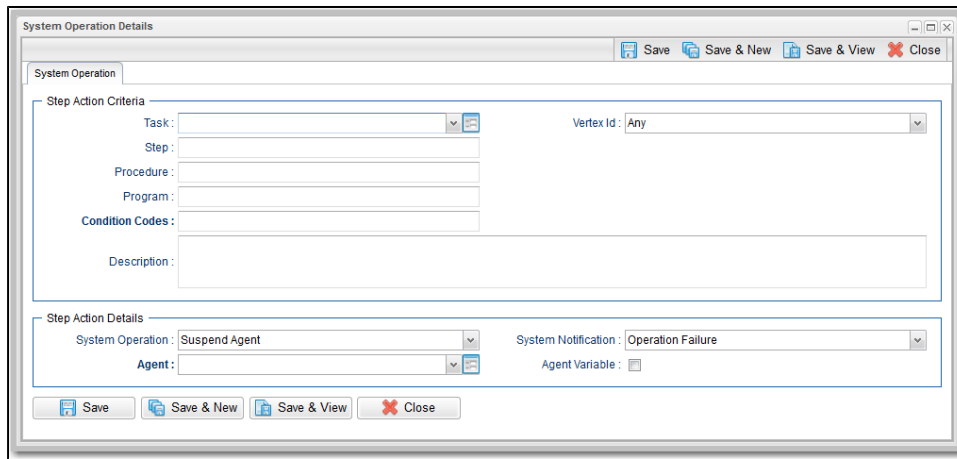 System Operation Details
Save Save & New Save & View Close
System Operation
Step Action Criteria
Task : Vertex Id : Any
Step :
Procedure :
Program :
Condition Codes :
Description :
Step Action Details
System Operation : Suspend Agent System Notification : Operation Failure
Agent : Agent Variable :
Save Save & New Save & View Close